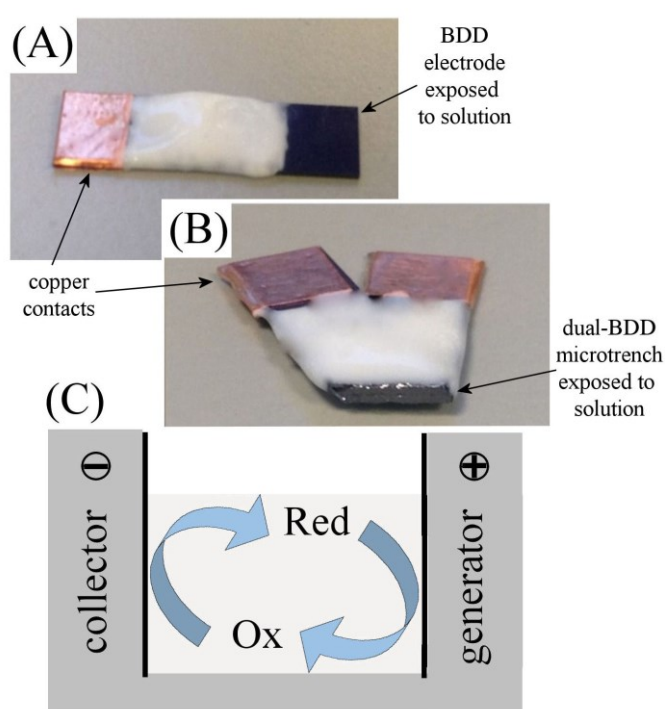 (A)
BDD
electrode
exposed
to solution
(B)
copper
contacts
dual-BDD
microtrench
exposed to
solution
(C)
⊖
collector
Red
Ox
⊕
generator